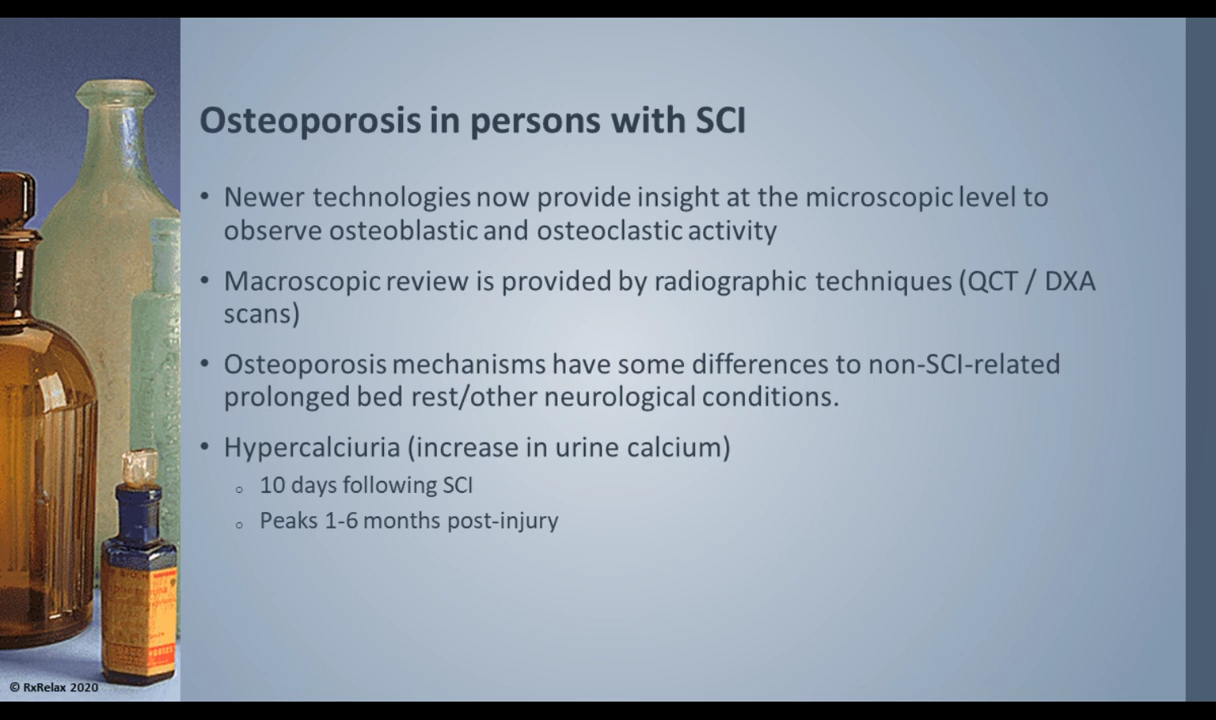 Osteoporosis in persons with SCI
• Newer technologies now provide insight at the microscopic level to
observe osteoblastic and osteoclastic activity
• Macroscopic review is provided by radiographic techniques (QCT / DXA
scans)
• Osteoporosis mechanisms have some differences to non-SCI-related
prolonged bed rest/other neurological conditions.
• Hypercalciuria (increase in urine calcium)
o 10 days following SCI
o Peaks 1-6 months post-injury
© RxRelax 2020